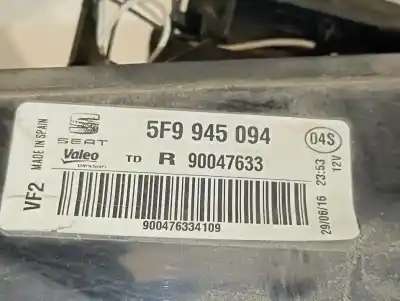 MADE IN SPAIN
VF2
SEAT
5F9 945 094
04S
Valeo
TD R 90047633
29/06/16 23:53
12V
900476334109